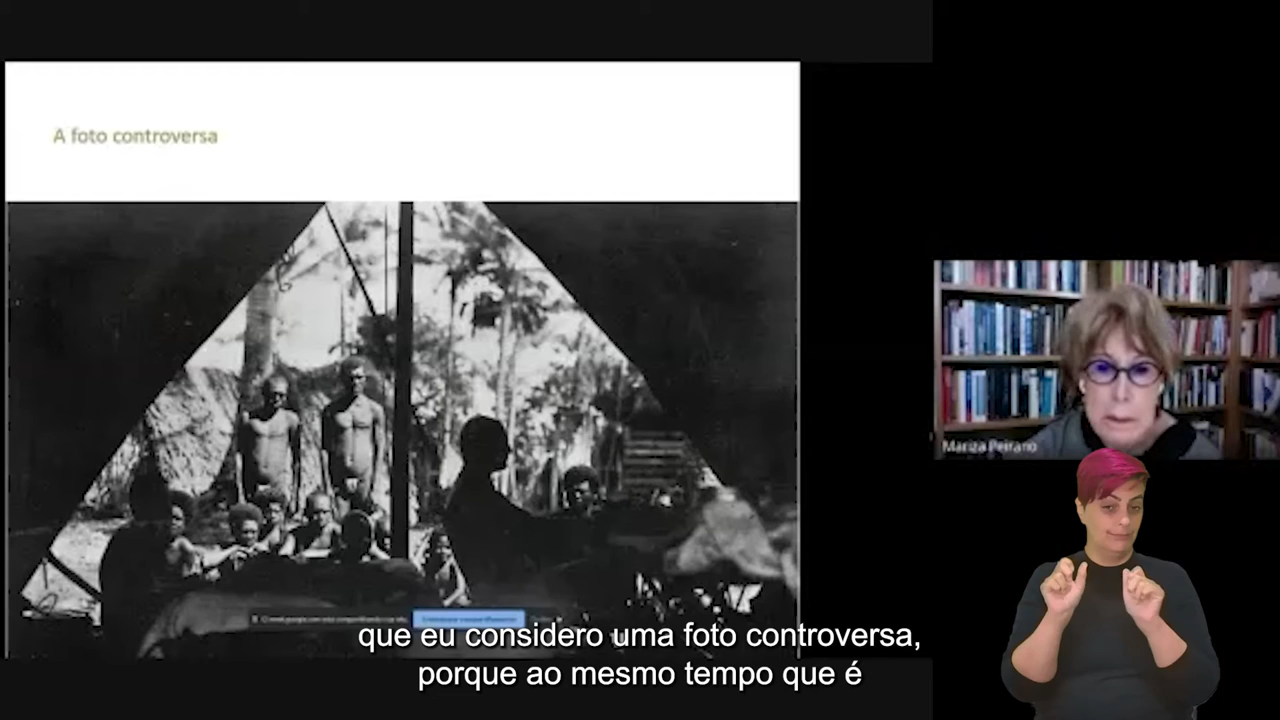 A foto controversa
Mariza Peirano
que eu considero uma foto controversa,
porque ao mesmo tempo que é